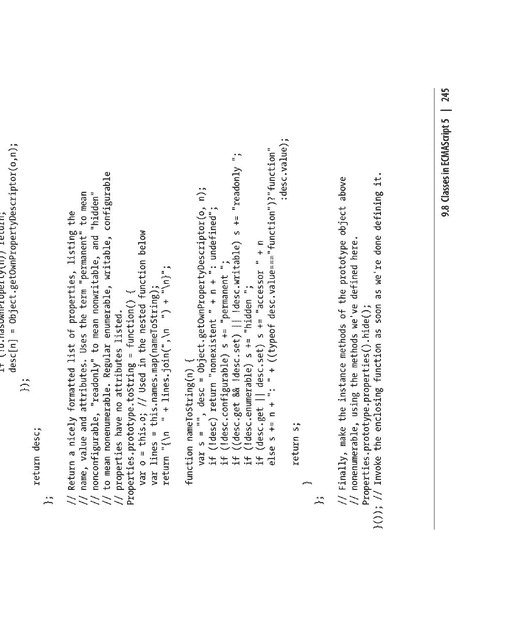 desc[n] = Object.getOwnPropertyDescriptor(o,n);
});
return desc;
};
// Return a nicely formatted list of properties, listing the
// name, value and attributes. Uses the term "permanent" to mean
// nonconfigurable, "readonly" to mean nonwritable, and "hidden"
// to mean nonenumerable. Regular enumerable, writable, configurable
// properties have no attributes listed.
Properties.prototype.toString = function() {
var o = this.o; // Used in the nested function below
var lines = this.names.map(nameToString);
return "{\n  " + lines.join(",\n  ") + "\n}";
function nameToString(n) {
var s = "", desc = Object.getOwnPropertyDescriptor(o, n);
if (!desc) return "nonexistent " + n + ": undefined";
if (!desc.configurable) s += "permanent ";
if ((desc.get && !desc.set) || !desc.writable) s += "readonly ";
if (!desc.enumerable) s += "hidden ";
if (desc.get || desc.set) s += "accessor " + n
else s += n + ": " + ((typeof desc.value==="function")?"function"
:desc.value);
return s;
}
};
// Finally, make the instance methods of the prototype object above
// nonenumerable, using the methods we've defined here.
Properties.prototype.properties().hide();
}()); // Invoke the enclosing function as soon as we're done defining it.
9.8 Classes in ECMAScript 5 | 245